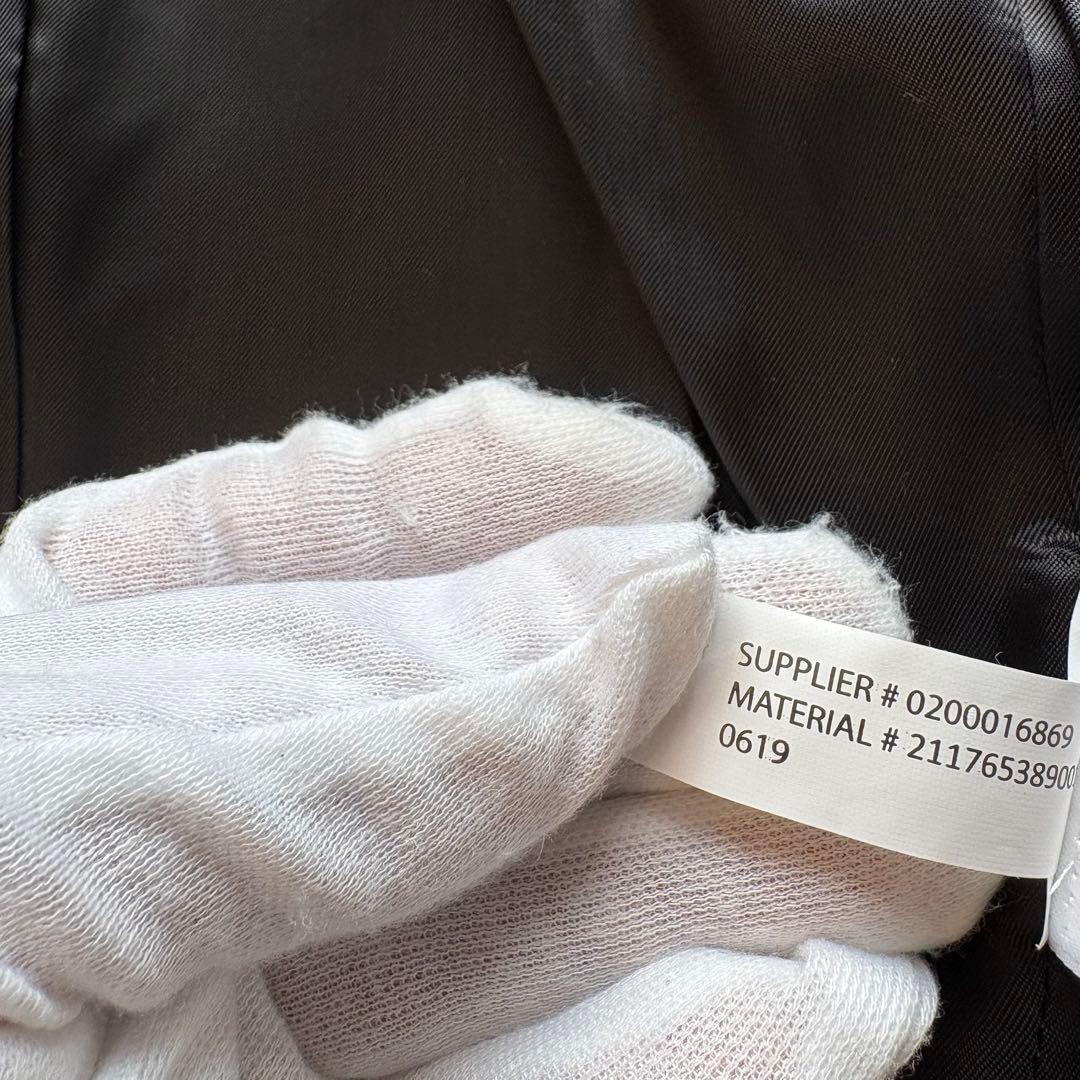 SUPPLIER # 0200016869
MATERIAL # 21176538900
0619